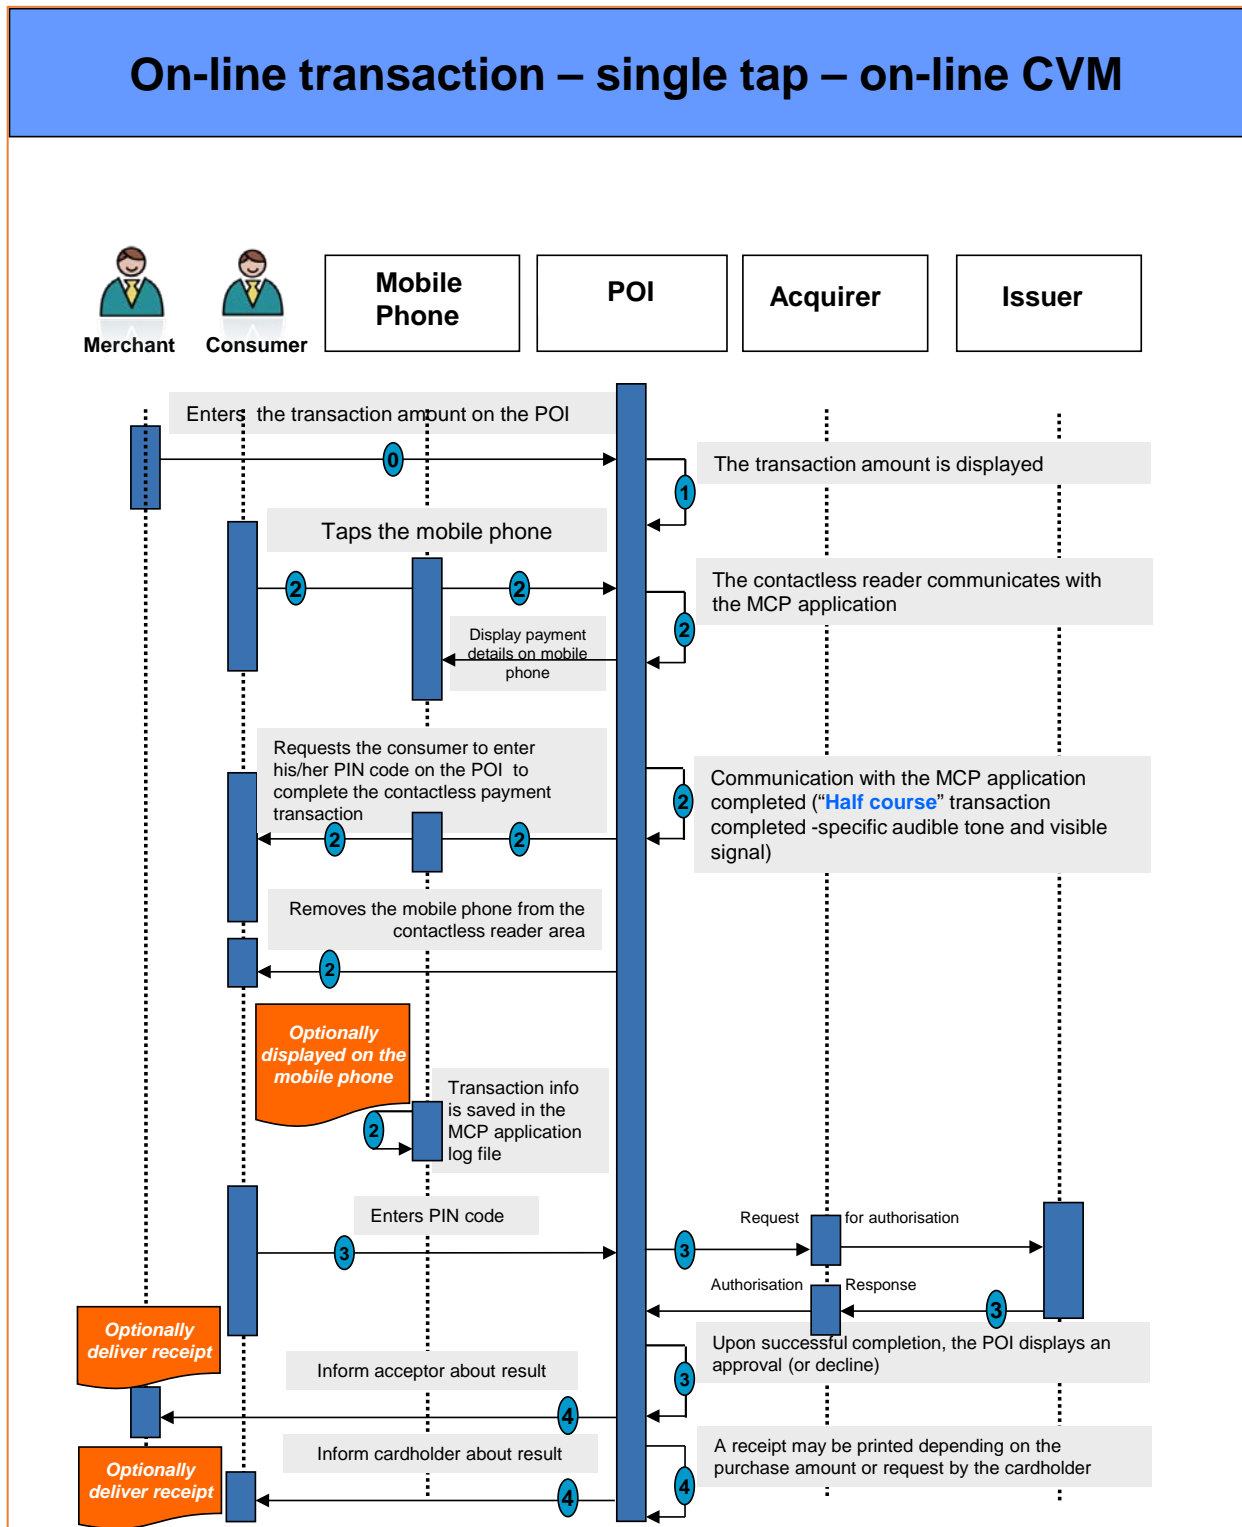 On-line transaction – single tap – on-line CVM
Mobile
Phone
POI
Acquirer
Issuer
Merchant
Consumer
Enters the transaction amount on the POI
0
The transaction amount is displayed
1
Taps the mobile phone
2
2
The contactless reader communicates with
the MCP application
2
Display payment
details on mobile
phone
Requests the consumer to enter
his/her PIN code on the POI to
complete the contactless payment
transaction
2
2
Communication with the MCP application
completed (“Half course” transaction
completed -specific audible tone and visible
signal)
2
Removes the mobile phone from the
contactless reader area
2
Optionally
displayed on the
mobile phone
Transaction info
is saved in the
MCP application
log file
2
Enters PIN code
3
Request for authorisation
3
Authorisation Response
3
Optionally
deliver receipt
Upon successful completion, the POI displays an
approval (or decline)
3
Inform acceptor about result
4
Inform cardholder about result
4
A receipt may be printed depending on the
purchase amount or request by the cardholder
4
Optionally
deliver receipt